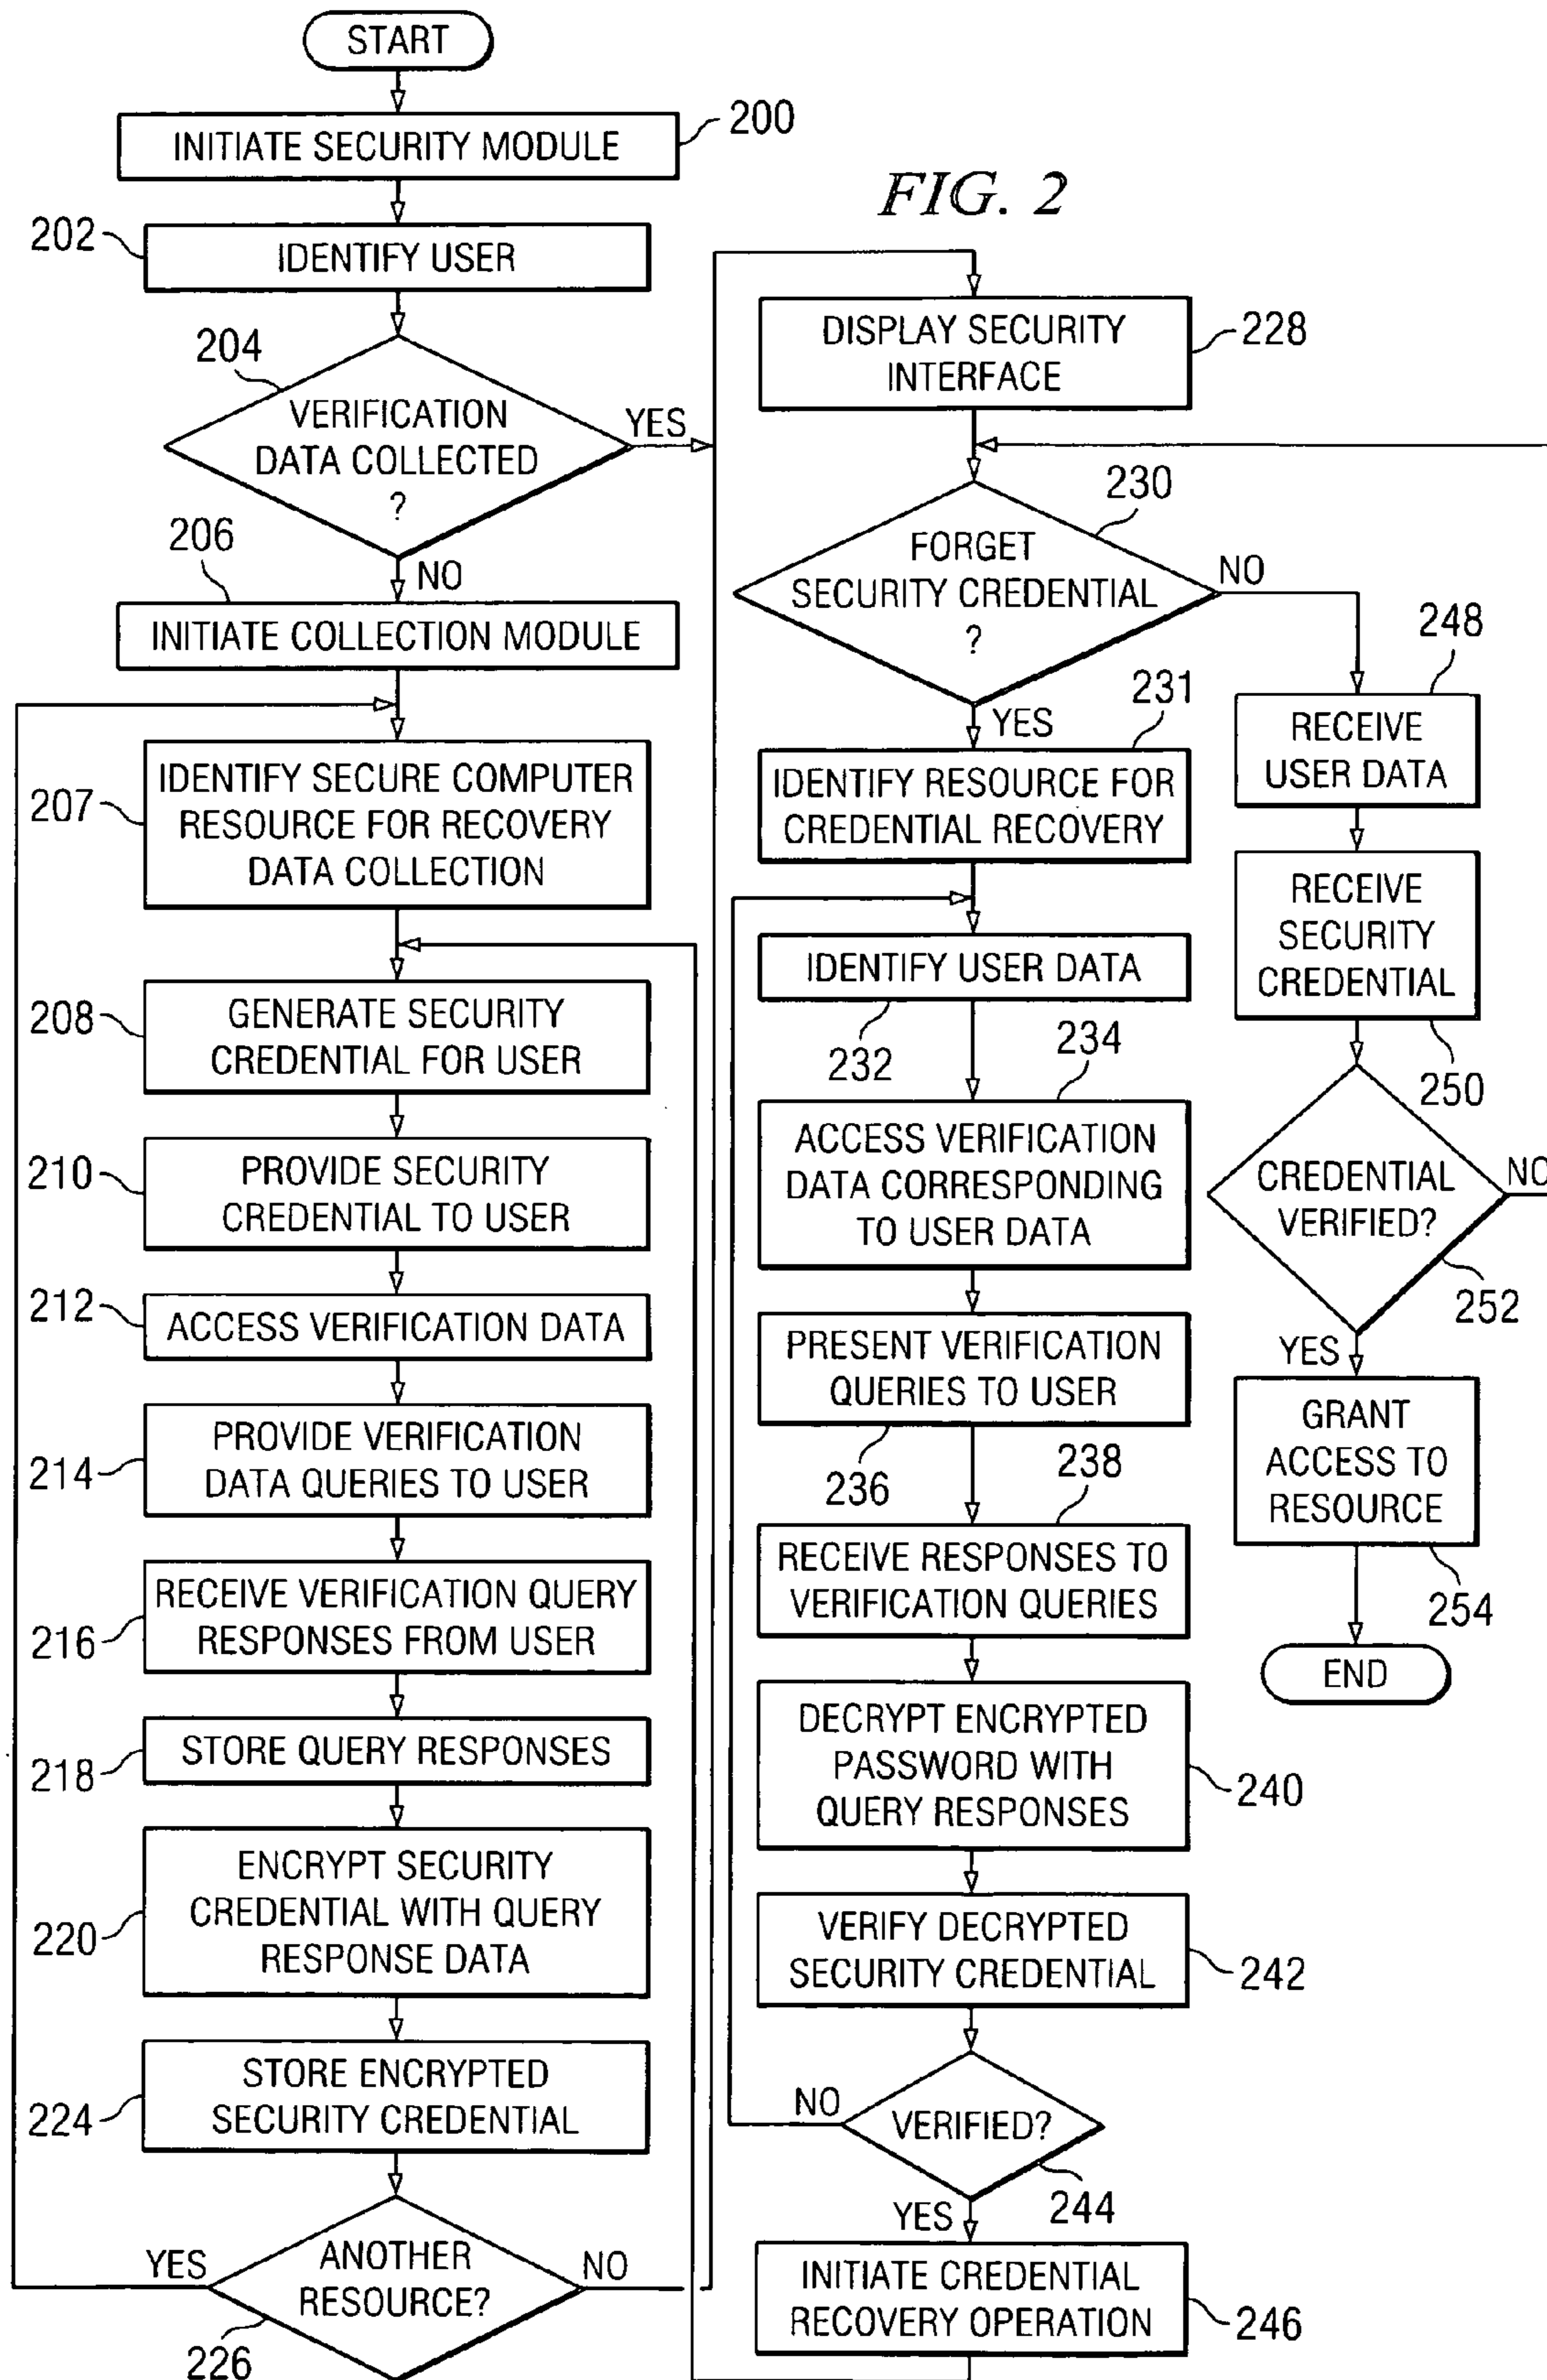 START
INITIATE SECURITY MODULE
200
202
IDENTIFY USER
204
VERIFICATION
DATA COLLECTED
?
YES
NO
206
INITIATE COLLECTION MODULE
207
IDENTIFY SECURE COMPUTER
RESOURCE FOR RECOVERY
DATA COLLECTION
208
GENERATE SECURITY
CREDENTIAL FOR USER
210
PROVIDE SECURITY
CREDENTIAL TO USER
212
ACCESS VERIFICATION DATA
214
PROVIDE VERIFICATION
DATA QUERIES TO USER
216
RECEIVE VERIFICATION QUERY
RESPONSES FROM USER
218
STORE QUERY RESPONSES
220
ENCRYPT SECURITY
CREDENTIAL WITH QUERY
RESPONSE DATA
224
STORE ENCRYPTED
SECURITY CREDENTIAL
YES
ANOTHER
RESOURCE?
NO
226
FIG. 2
DISPLAY SECURITY
INTERFACE
228
230
FORGET
SECURITY CREDENTIAL
?
NO
YES
231
IDENTIFY RESOURCE FOR
CREDENTIAL RECOVERY
IDENTIFY USER DATA
232
234
ACCESS VERIFICATION
DATA CORRESPONDING
TO USER DATA
PRESENT VERIFICATION
QUERIES TO USER
236
238
RECEIVE RESPONSES TO
VERIFICATION QUERIES
DECRYPT ENCRYPTED
PASSWORD WITH
QUERY RESPONSES
240
VERIFY DECRYPTED
SECURITY CREDENTIAL
242
NO
VERIFIED?
244
YES
INITIATE CREDENTIAL
RECOVERY OPERATION
246
248
RECEIVE
USER DATA
RECEIVE
SECURITY
CREDENTIAL
250
CREDENTIAL
VERIFIED?
NO
252
YES
GRANT
ACCESS TO
RESOURCE
254
END